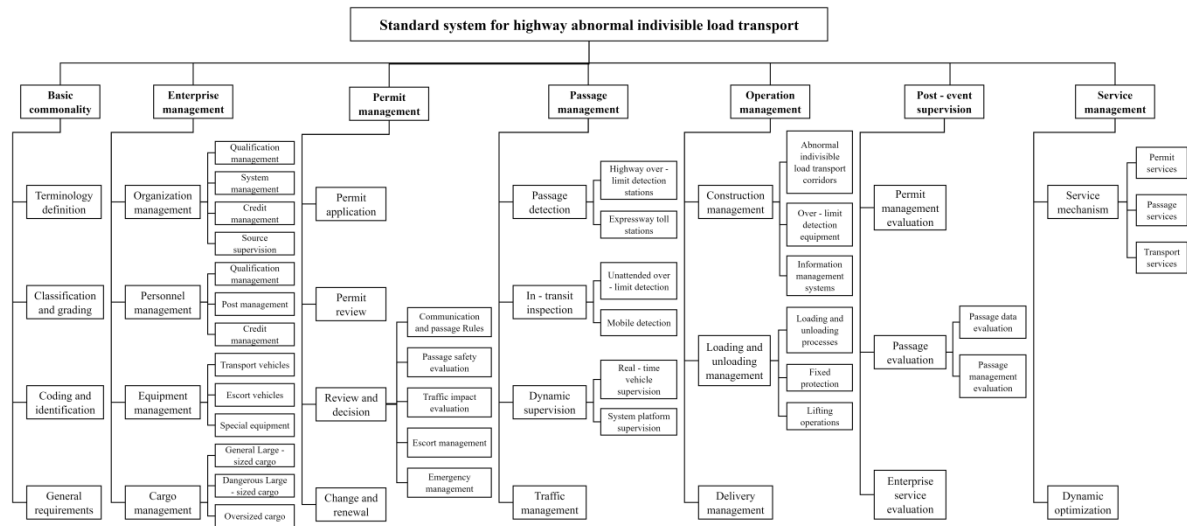 Standard system for highway abnormal indivisible load transport
Basic
commonality
Terminology
definition
Classification
and grading
Coding and
identification
General
requirements
Enterprise
management
Organization
management
Qualification
management
System
management
Credit
management
Source
supervision
Personnel
management
Qualification
management
Post management
Credit
management
Equipment
management
Transport vehicles
Escort vehicles
Special equipment
Cargo
management
General Large -
sized cargo
Dangerous Large
- sized cargo
Oversized cargo
Permit
management
Permit
application
Permit
review
Review and
decision
Communication
and passage Rules
Passage safety
evaluation
Traffic impact
evaluation
Escort management
Emergency
management
Change and
renewal
Passage
management
Passage
detection
Highway over -
limit detection
stations
Expressway toll
stations
In - transit
inspection
Unattended over
- limit detection
Mobile detection
Dynamic
supervision
Real - time
vehicle
supervision
System platform
supervision
Traffic
management
Operation
management
Construction
management
Abnormal
indivisible
load transport
corridors
Over - limit
detection
equipment
Information
management
systems
Loading and
unloading
management
Loading and
unloading
processes
Fixed
protection
Lifting
operations
Delivery
management
Post - event
supervision
Permit
management
evaluation
Passage
evaluation
Passage data
evaluation
Passage
management
evaluation
Enterprise
service
evaluation
Service
management
Service
mechanism
Permit
services
Passage
services
Transport
services
Dynamic
optimization